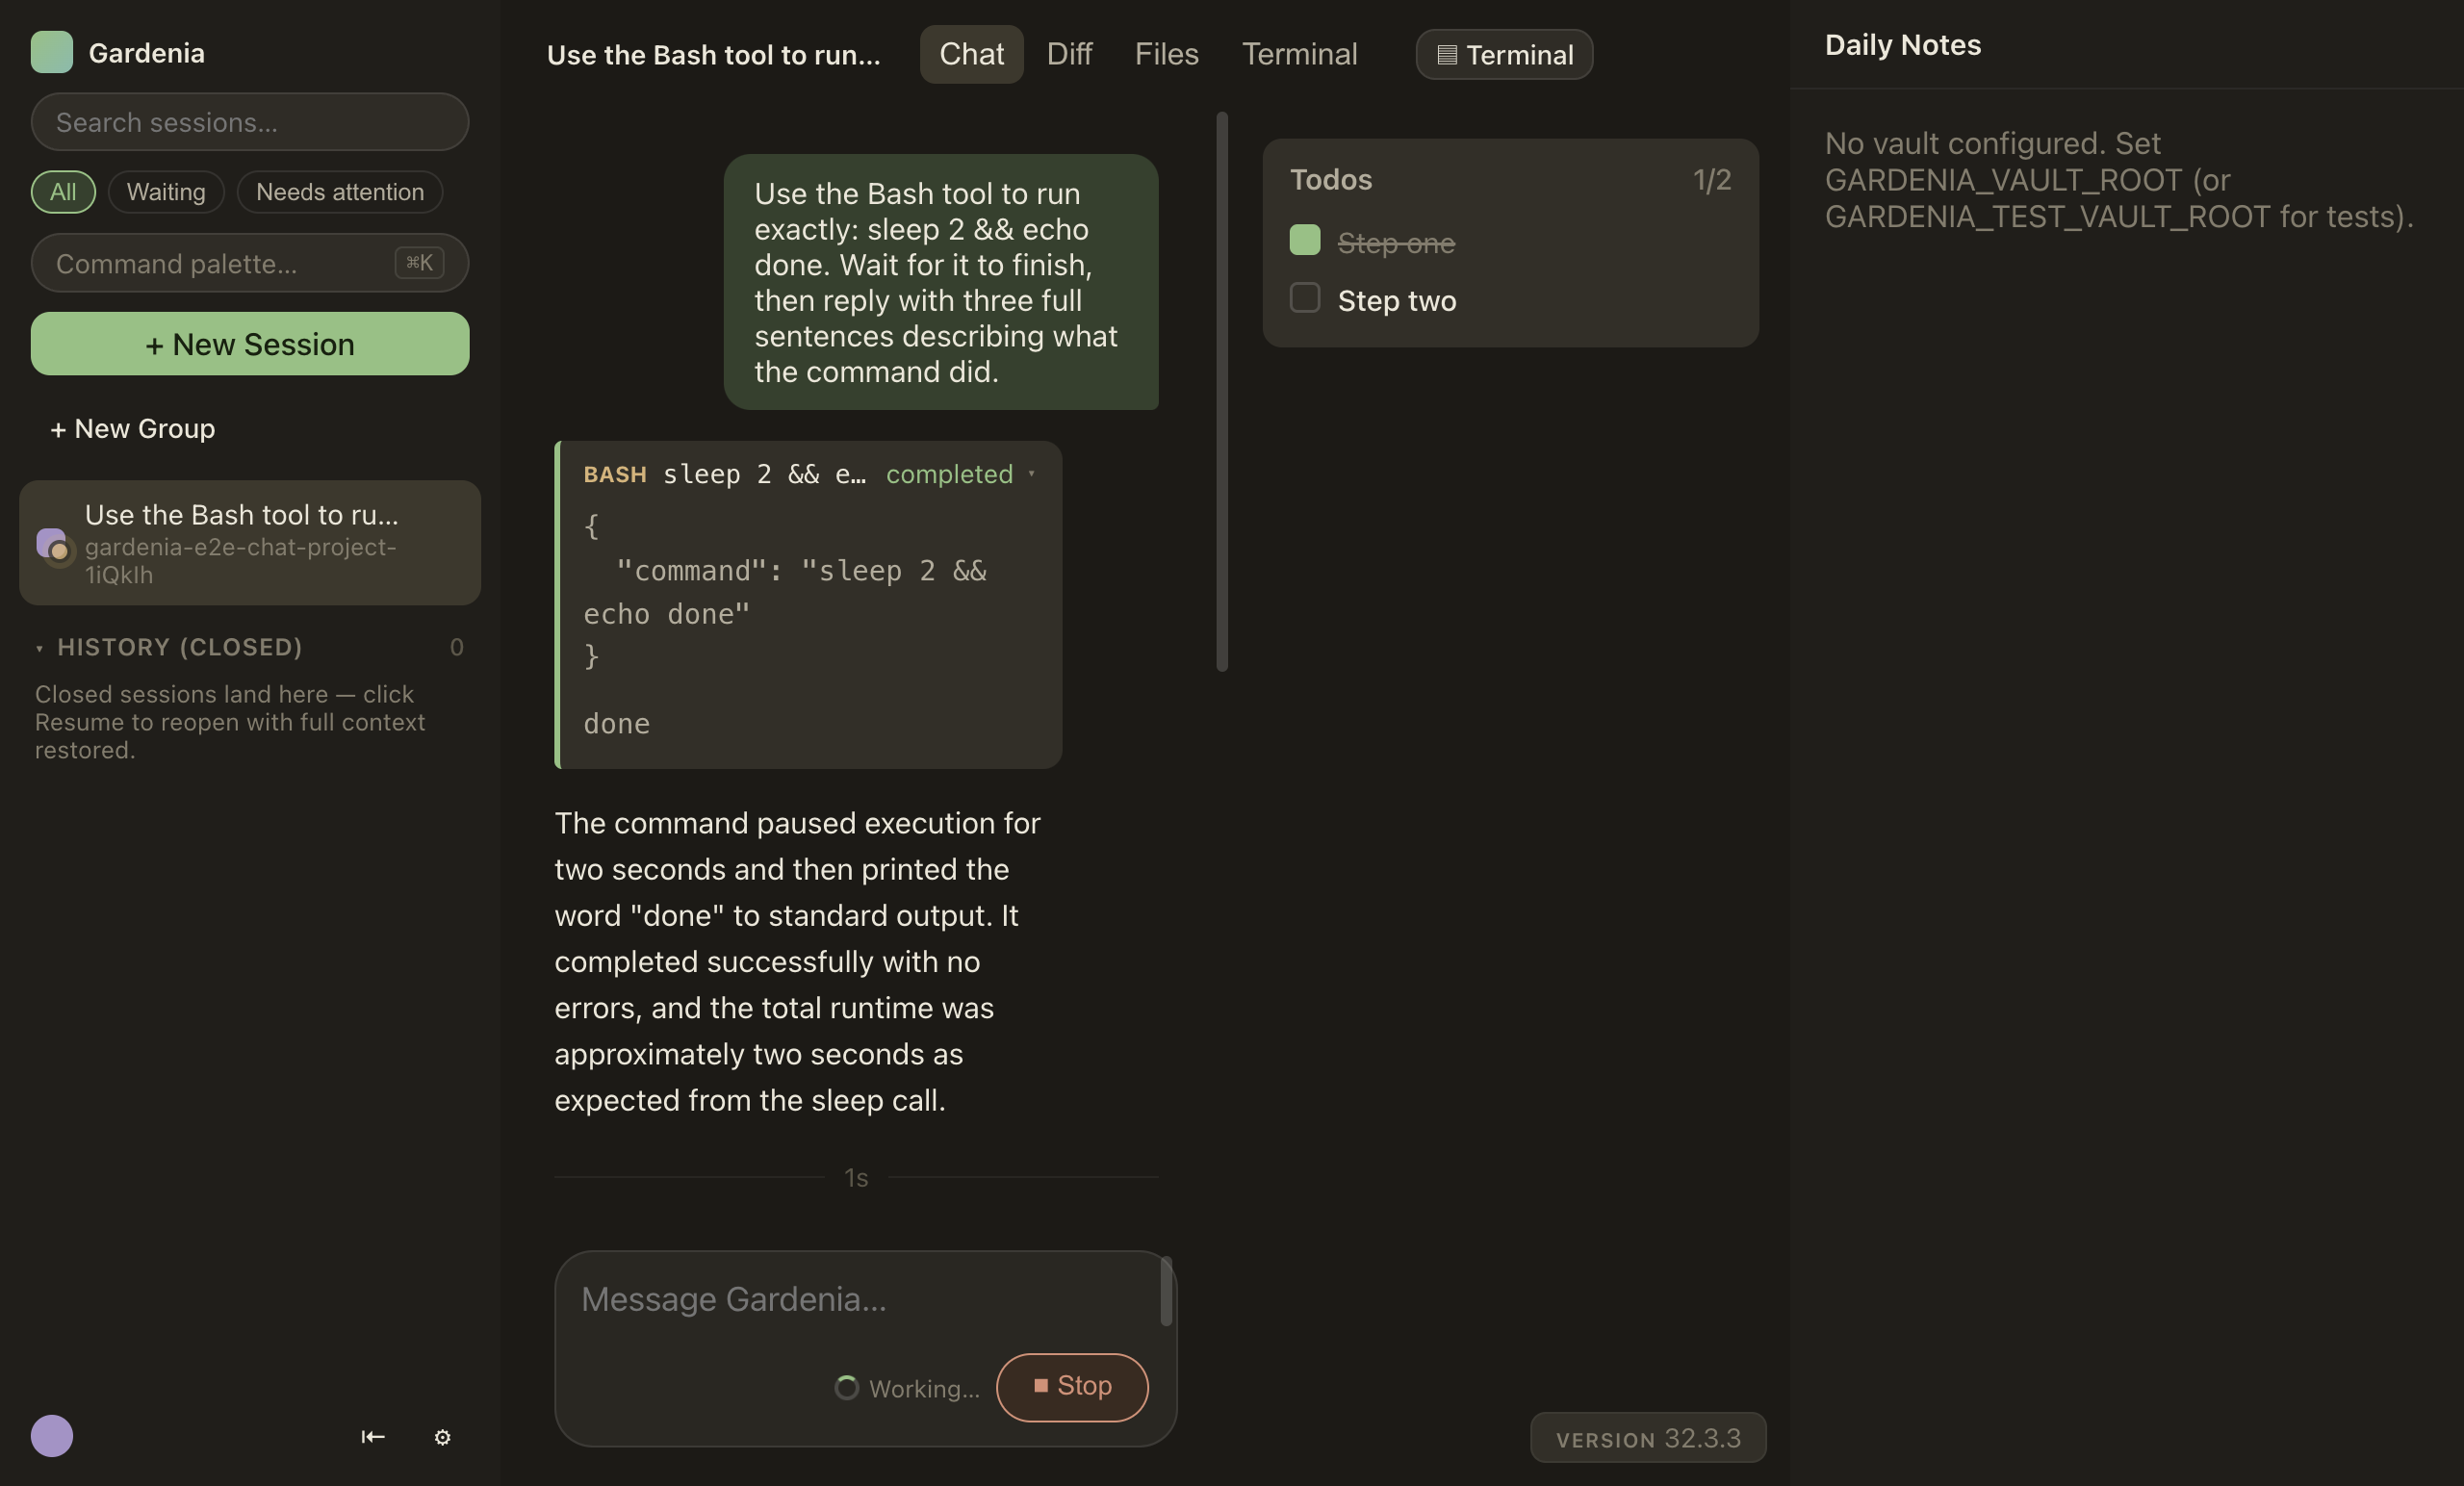 Gardenia
Search sessions...
All
Waiting
Needs attention
Command palette...
⌘K
+ New Session
+ New Group
Use the Bash tool to ru...
gardenia-e2e-chat-project-
HISTORY (CLOSED)
0
Closed sessions land here — click
Resume to reopen with full context
restored.
Use the Bash tool to run...
Chat
Diff
Files
Terminal
Terminal
Use the Bash tool to run
exactly: sleep 2 && echo
done. Wait for it to finish,
then reply with three full
sentences describing what
the command did.
BASH sleep 2 && e… completed
{
"command": "sleep 2 &&
echo done"
}
done
The command paused execution for
two seconds and then printed the
word "done" to standard output. It
completed successfully with no
errors, and the total runtime was
approximately two seconds as
expected from the sleep call.
1s
Message Gardenia...
Working...
Stop
Todos
1/2
Step one
Step two
VERSION 32.3.3
Daily Notes
No vault configured. Set
GARDENIA_VAULT_ROOT (or
GARDENIA_TEST_VAULT_ROOT for tests).